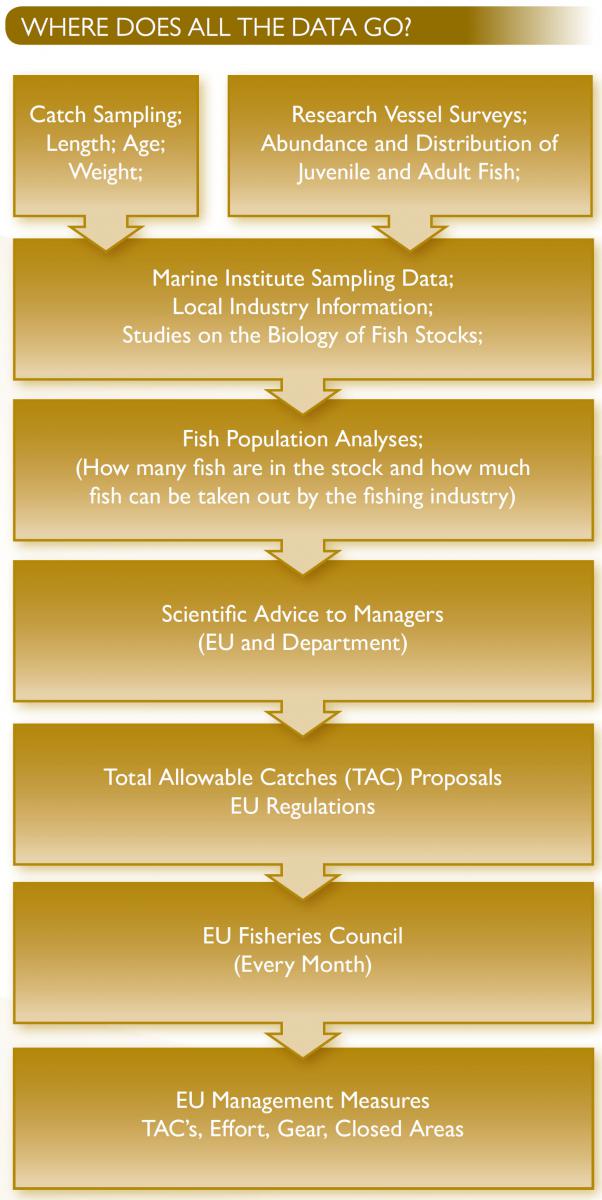 WHERE DOES ALL THE DATA GO?
Catch Sampling;
Length; Age;
Weight;
Research Vessel Surveys;
Abundance and Distribution of
Juvenile and Adult Fish;
Marine Institute Sampling Data;
Local Industry Information;
Studies on the Biology of Fish Stocks;
Fish Population Analyses;
(How many fish are in the stock and how much
fish can be taken out by the fishing industry)
Scientific Advice to Managers
(EU and Department)
Total Allowable Catches (TAC) Proposals
EU Regulations
EU Fisheries Council
(Every Month)
EU Management Measures
TAC's, Effort, Gear, Closed Areas